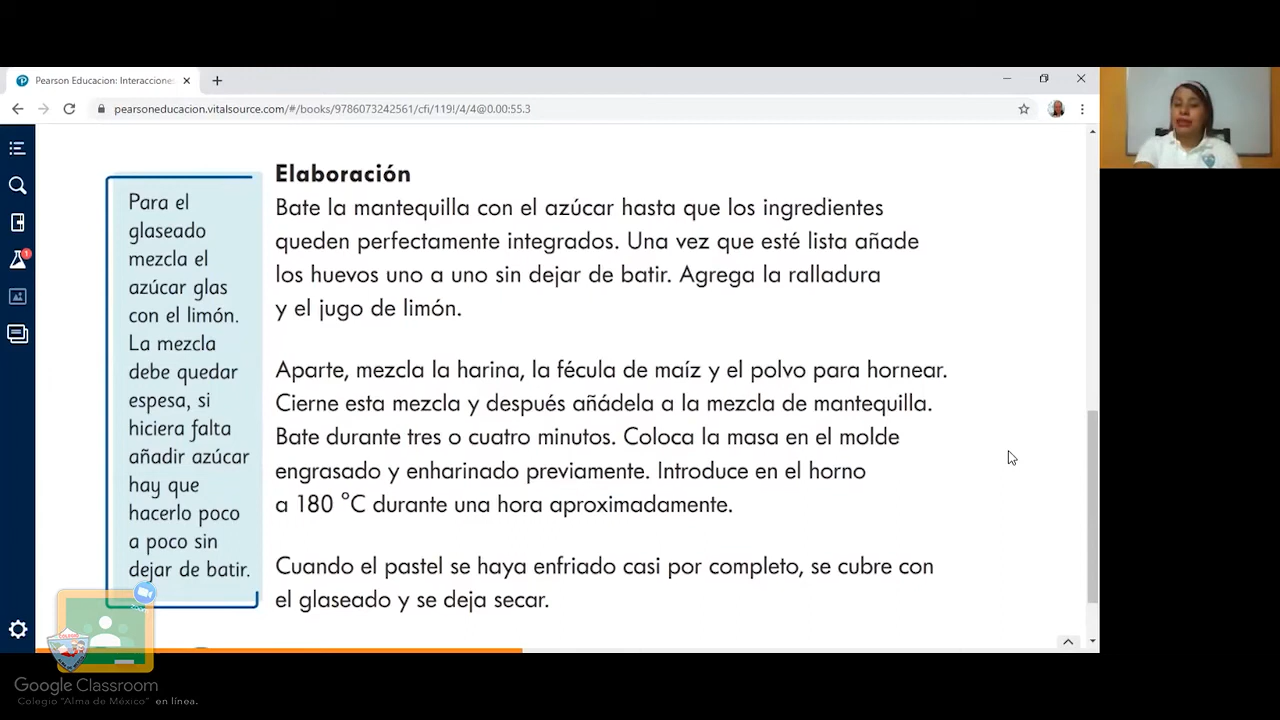 Pearson Educacion: Interaccione
pearsoneducacion.vitalsource.com/#/books/9786073242561/cfi/119!/4/4@0.00:55.3
1
Para el
glaseado
mezcla el
azúcar glas
con el limón.
La mezcla
debe quedar
espesa, si
hiciera falta
añadir azúcar
hay que
hacerlo poco
a poco sin
dejar de batir.
Elaboración
Bate la mantequilla con el azúcar hasta que los ingredientes
queden perfectamente integrados. Una vez que esté lista añade
los huevos uno a uno sin dejar de batir. Agrega la ralladura
y el jugo de limón.
Aparte, mezcla la harina, la fécula de maíz y el polvo para hornear.
Cierne esta mezcla y después añádela a la mezcla de mantequilla.
Bate durante tres o cuatro minutos. Coloca la masa en el molde
engrasado y enharinado previamente. Introduce en el horno
a 180 °C durante una hora aproximadamente.
Cuando el pastel se haya enfriado casi por completo, se cubre con
el glaseado y se deja secar.
zoom
COLEGIO
Google Classroom
Colegio "Alma de México" en línea.